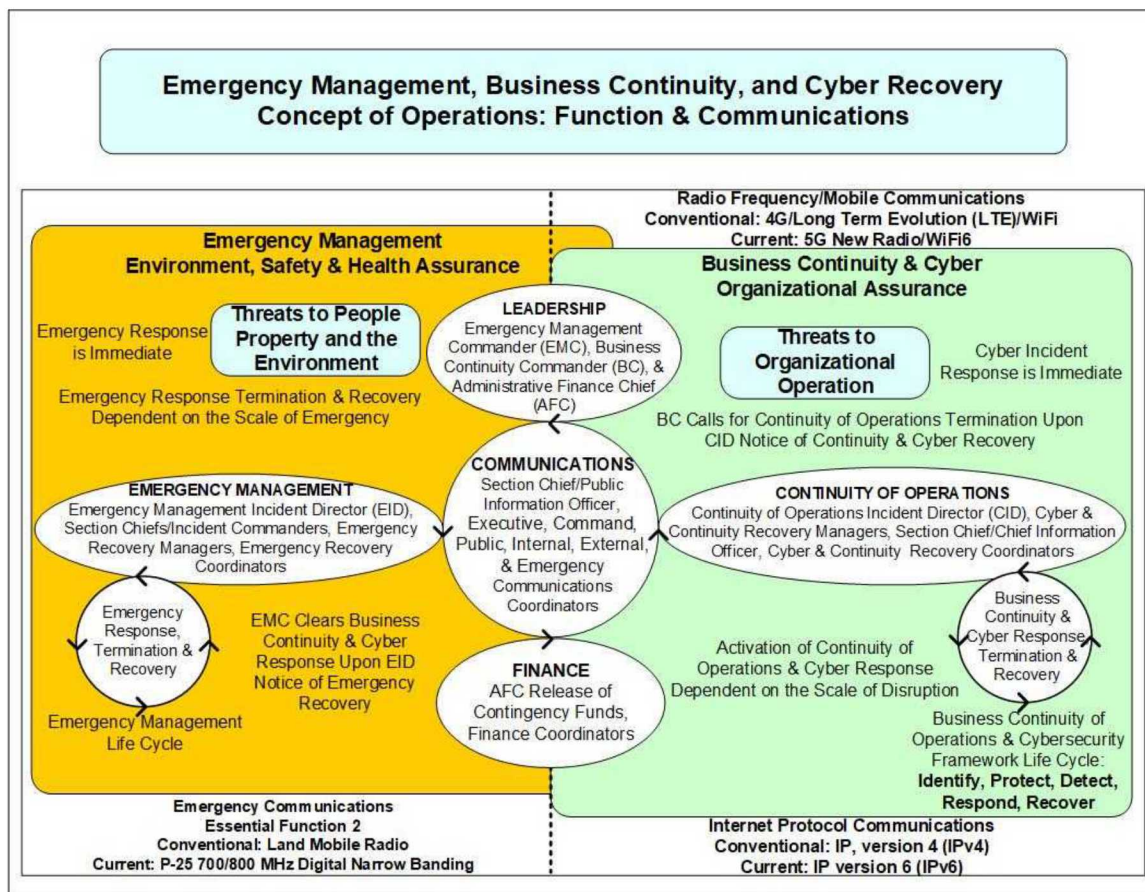 Emergency Management, Business Continuity, and Cyber Recovery
Concept of Operations: Function & Communications
Radio Frequency/Mobile Communications
Conventional: 4G/Long Term Evolution (LTE)/WiFi
Current: 5G New Radio/WiFi6
Emergency Management
Environment, Safety & Health Assurance
Business Continuity & Cyber
Organizational Assurance
Emergency Response
is Immediate
Threats to People
Property and the
Environment
LEADERSHIP
Emergency Management
Commander (EMC), Business
Continuity Commander (BC), &
Administrative Finance Chief
(AFC)
Threats to
Organizational
Operation
Cyber Incident
Response is Immediate
Emergency Response Termination & Recovery
Dependent on the Scale of Emergency
BC Calls for Continuity of Operations Termination Upon
CID Notice of Continuity & Cyber Recovery
EMERGENCY MANAGEMENT
Emergency Management Incident Director (EID),
Section Chiefs/Incident Commanders, Emergency
Recovery Managers, Emergency Recovery
Coordinators
COMMUNICATIONS
Section Chief/Public
Information Officer,
Executive, Command,
Public, Internal, External,
& Emergency
Communications
Coordinators
CONTINUITY OF OPERATIONS
Continuity of Operations Incident Director (CID), Cyber &
Continuity Recovery Managers, Section Chief/Chief Information
Officer, Cyber & Continuity Recovery Coordinators
Emergency
Response,
Termination &
Recovery
EMC Clears Business
Continuity & Cyber
Response Upon EID
Notice of Emergency
Recovery
Emergency Management
Life Cycle
FINANCE
AFC Release of
Contingency Funds,
Finance Coordinators
Activation of Continuity of
Operations & Cyber Response
Dependent on the Scale of Disruption
Business
Continuity &
Cyber Response
Termination &
Recovery
Business Continuity of
Operations & Cybersecurity
Framework Life Cycle:
Identify, Protect, Detect,
Respond, Recover
Emergency Communications
Essential Function 2
Conventional: Land Mobile Radio
Current: P-25 700/800 MHz Digital Narrow Banding
Internet Protocol Communications
Conventional: IP, version 4 (IPv4)
Current: IP version 6 (IPv6)